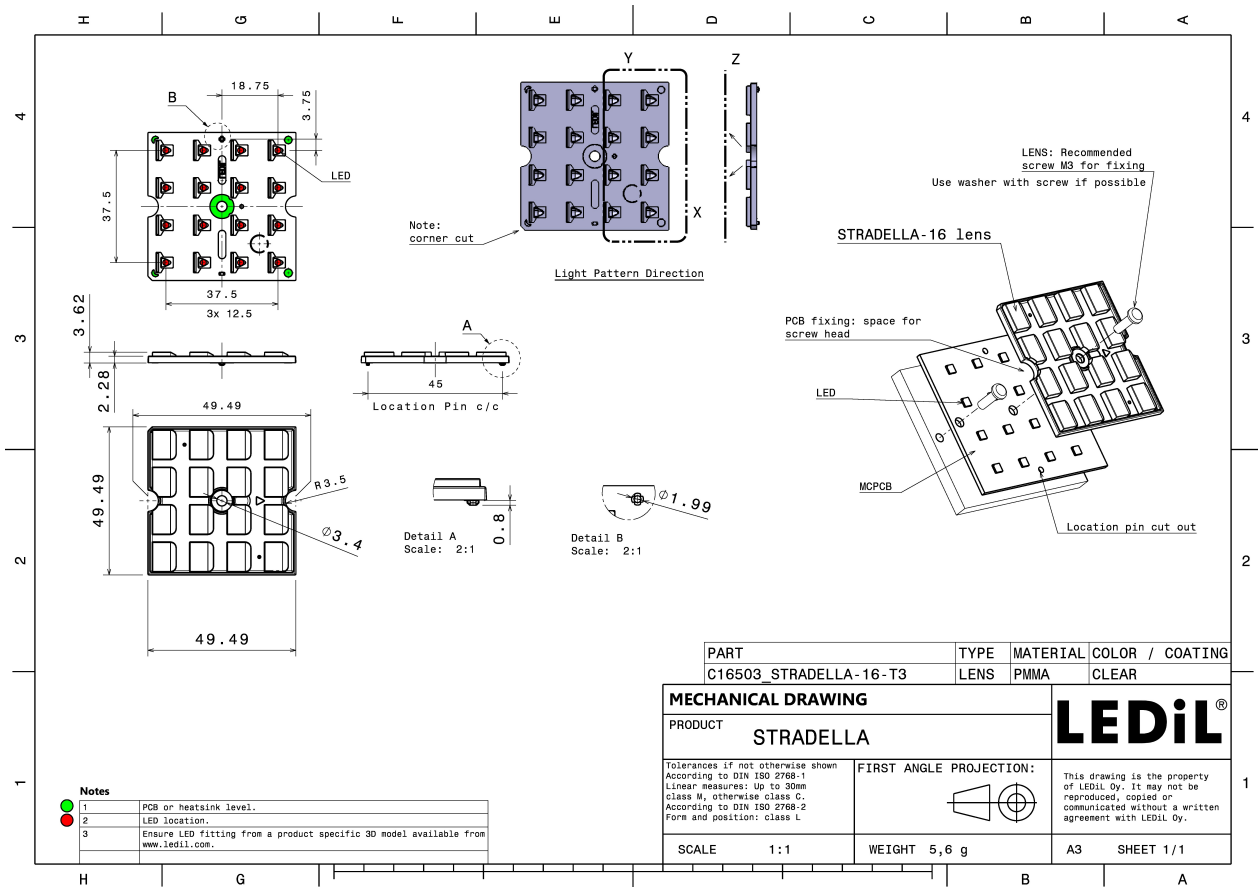 H G F E D C B A
4
3
2
1
4
3
2
1
18.75
3.75
B
LED
37.5
37.5
3x 12.5
Y
Z
X
Note:
corner cut
Light Pattern Direction
LENS: Recommended
screw M3 for fixing
Use washer with screw if possible
STRADELLA-16 lens
PCB fixing: space for
screw head
LED
MCPCB
Location pin cut out
3.62
2.28
A
45
Location Pin c/c
49.49
49.49
R3.5
Ø3.4
49.49
Detail A
Scale: 2:1
0.8
Detail B
Scale: 2:1
Ø1.99
PART TYPE MATERIAL COLOR / COATING
C16503_STRADELLA-16-T3 LENS PMMA CLEAR
MECHANICAL DRAWING
PRODUCT
STRADELLA
LEDiL®
Tolerances if not otherwise shown
According to DIN ISO 2768-1
Linear measures: Up to 30mm
class M, otherwise class C.
According to DIN ISO 2768-2
Form and position: class L
FIRST ANGLE PROJECTION:
This drawing is the property
of LEDiL Oy. It may not be
reproduced, copied or
communicated without a written
agreement with LEDiL Oy.
SCALE 1:1
WEIGHT 5,6 g
A3 SHEET 1/1
Notes
1 PCB or heatsink level.
2 LED location.
3 Ensure LED fitting from a product specific 3D model available from
www.ledil.com.
H G B A